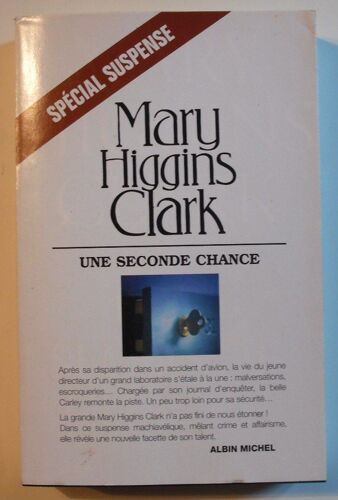 SPÉCIAL SUSPENSE
Mary
Higgins
Clark
UNE SECONDE CHANCE
Après sa disparition dans un accident d'avion, la vie du jeune
directeur d'un grand laboratoire s'étale à la une : malversations,
escroqueries... Chargée par son journal d'enquêter, la belle
Carley remonte la piste. Un peu trop loin pour sa sécurité...
La grande Mary Higgins Clark n'a pas fini de nous étonner !
Dans ce suspense machiavélique, mêlant crime et affairisme,
elle révèle une nouvelle facette de son talent.
ALBIN MICHEL